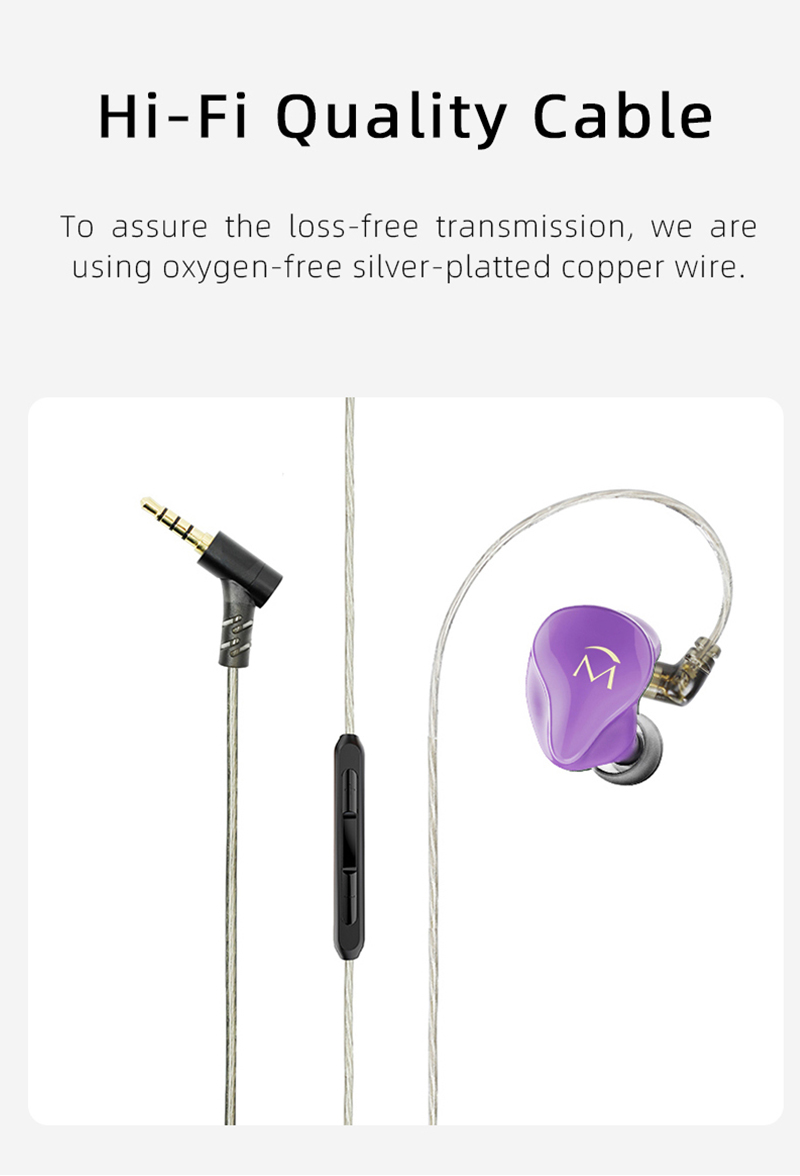 Hi-Fi Quality Cable
To assure the loss-free transmission, we are
using oxygen-free silver-platted copper wire.
M